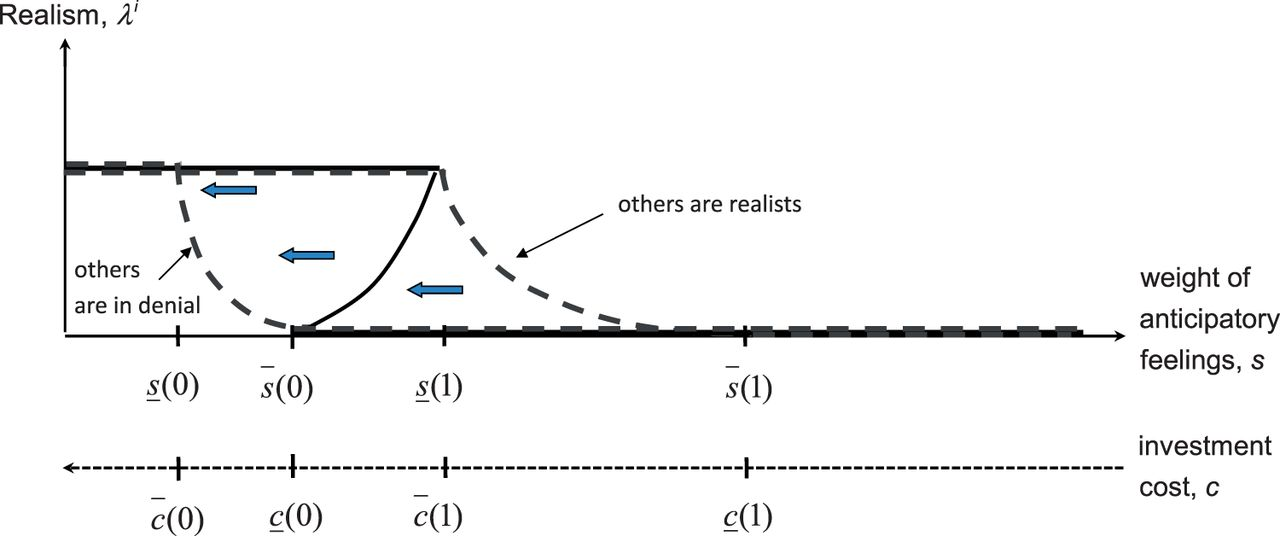 Realism, λⁱ
others are realists
others
are in denial
weight of
anticipatory
feelings, s
s̲(0) s̄(0) s̲(1) s̄(1)
investment
cost, c
c̄(0) c̲(0) c̄(1) c̲(1)